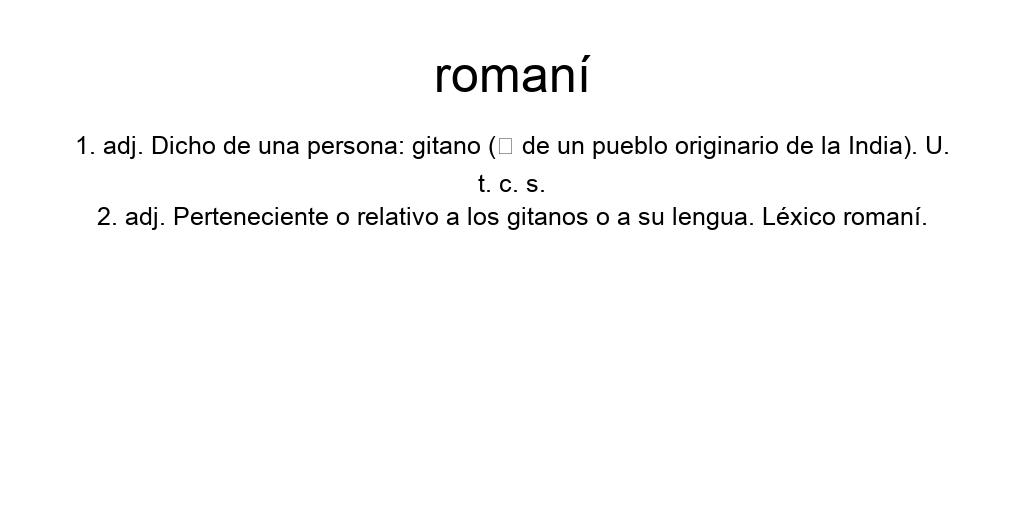 romaní
1. adj. Dicho de una persona: gitano (□ de un pueblo originario de la India). U.
t. c. s.
2. adj. Perteneciente o relativo a los gitanos o a su lengua. Léxico romaní.